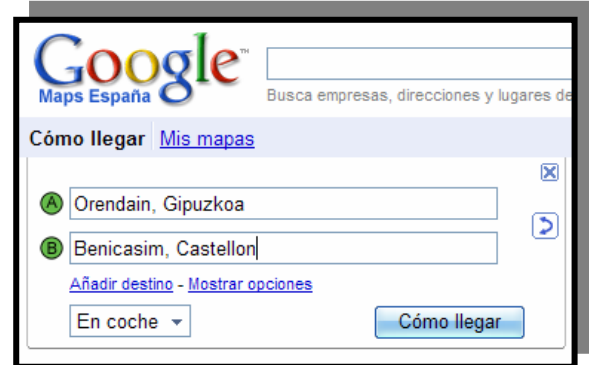 Google™
Maps España
Busca empresas, direcciones y lugares de
Cómo llegar Mis mapas
A Orendain, Gipuzkoa
B Benicasim, Castellon
Añadir destino - Mostrar opciones
En coche Cómo llegar